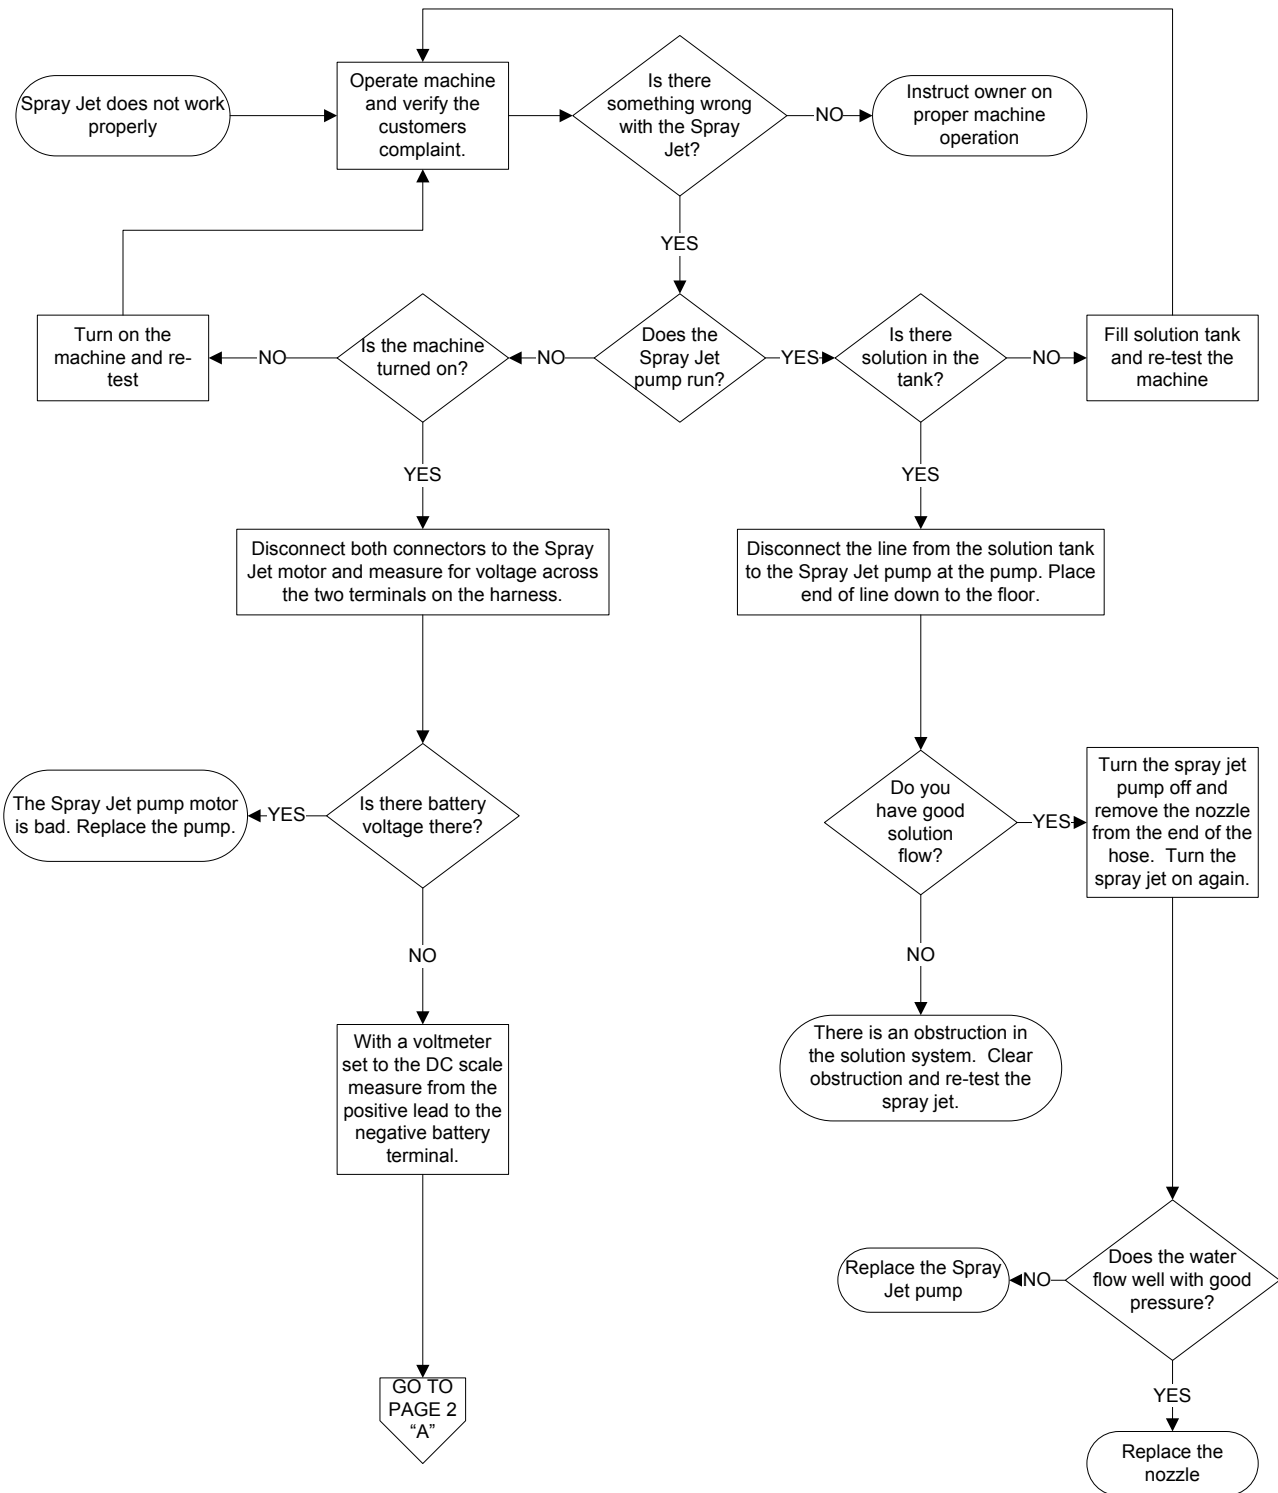 Spray Jet does not work
properly
Operate machine
and verify the
customers
complaint.
Is there
something wrong
with the Spray
Jet?
NO
Instruct owner on
proper machine
operation
YES
Turn on the
machine and re-
test
NO
Is the machine
turned on?
NO
Does the
Spray Jet
pump run?
YES
Is there
solution in the
tank?
NO
Fill solution tank
and re-test the
machine
YES
YES
Disconnect both connectors to the Spray
Jet motor and measure for voltage across
the two terminals on the harness.
Disconnect the line from the solution tank
to the Spray Jet pump at the pump. Place
end of line down to the floor.
The Spray Jet pump motor
is bad. Replace the pump.
YES
Is there battery
voltage there?
Do you
have good
solution
flow?
YES
Turn the spray jet
pump off and
remove the nozzle
from the end of the
hose.  Turn the
spray jet on again.
NO
NO
With a voltmeter
set to the DC scale
measure from the
positive lead to the
negative battery
terminal.
There is an obstruction in
the solution system.  Clear
obstruction and re-test the
spray jet.
Replace the Spray
Jet pump
NO
Does the water
flow well with good
pressure?
GO TO
PAGE 2
“A”
YES
Replace the
nozzle